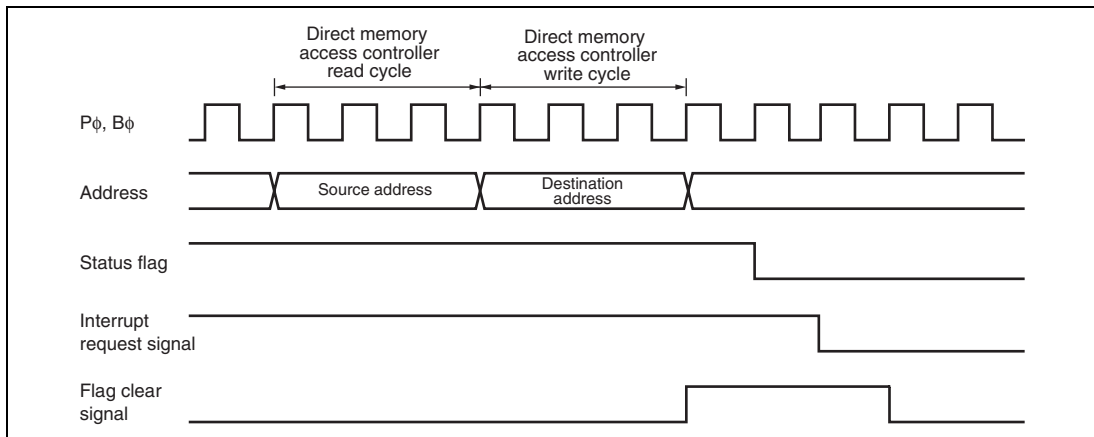 Direct memory
access controller
read cycle
Direct memory
access controller
write cycle
Pϕ, Bϕ
Address
Source address
Destination
address
Status flag
Interrupt
request signal
Flag clear
signal